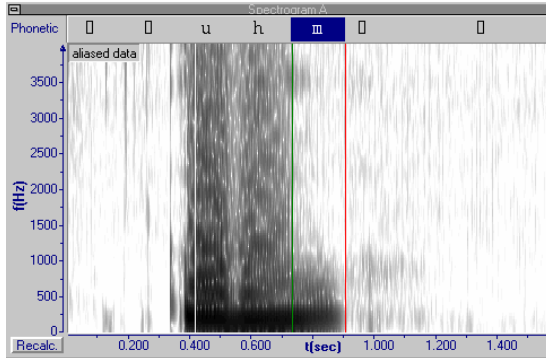 Spectrogram A
Phonetic ▯ ▯ u h m ▯ ▯
aliased data
3500
3000
2500
2000
1500
1000
500
0
f(Hz)
Recalc. 0.200 0.400 0.600 t(sec) 1.000 1.200 1.400